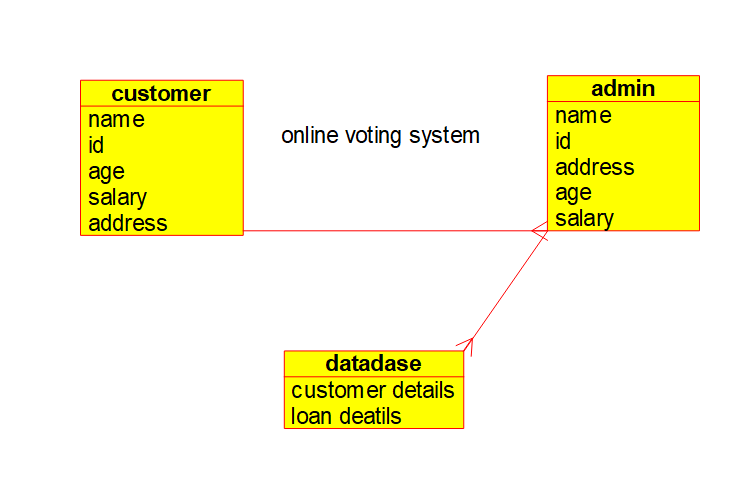 customer
name
id
age
salary
address
online voting system
admin
name
id
address
age
salary
datadase
customer details
loan deatils